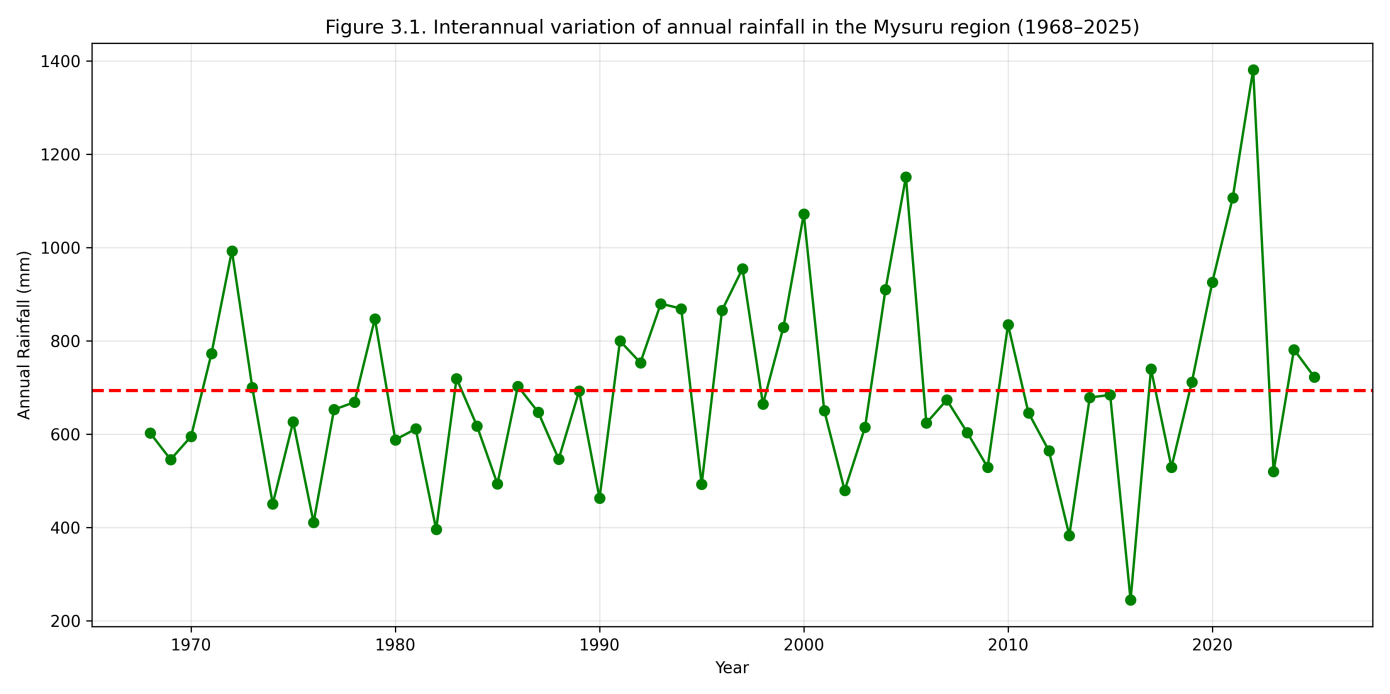 Figure 3.1. Interannual variation of annual rainfall in the Mysuru region (1968–2025)
1400
1200
1000
800
600
400
200
Annual Rainfall (mm)
1970 1980 1990 2000 2010 2020
Year